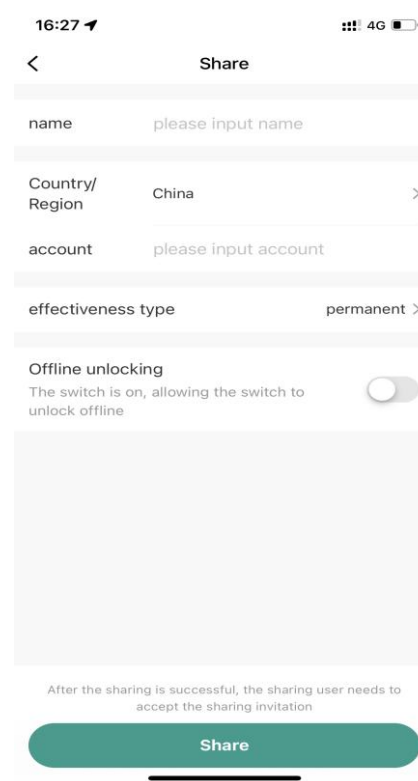 16:27
4G
Share
name please input name
Country/
Region
China
account please input account
effectiveness type permanent
Offline unlocking
The switch is on, allowing the switch to
unlock offline
After the sharing is successful, the sharing user needs to
accept the sharing invitation
Share